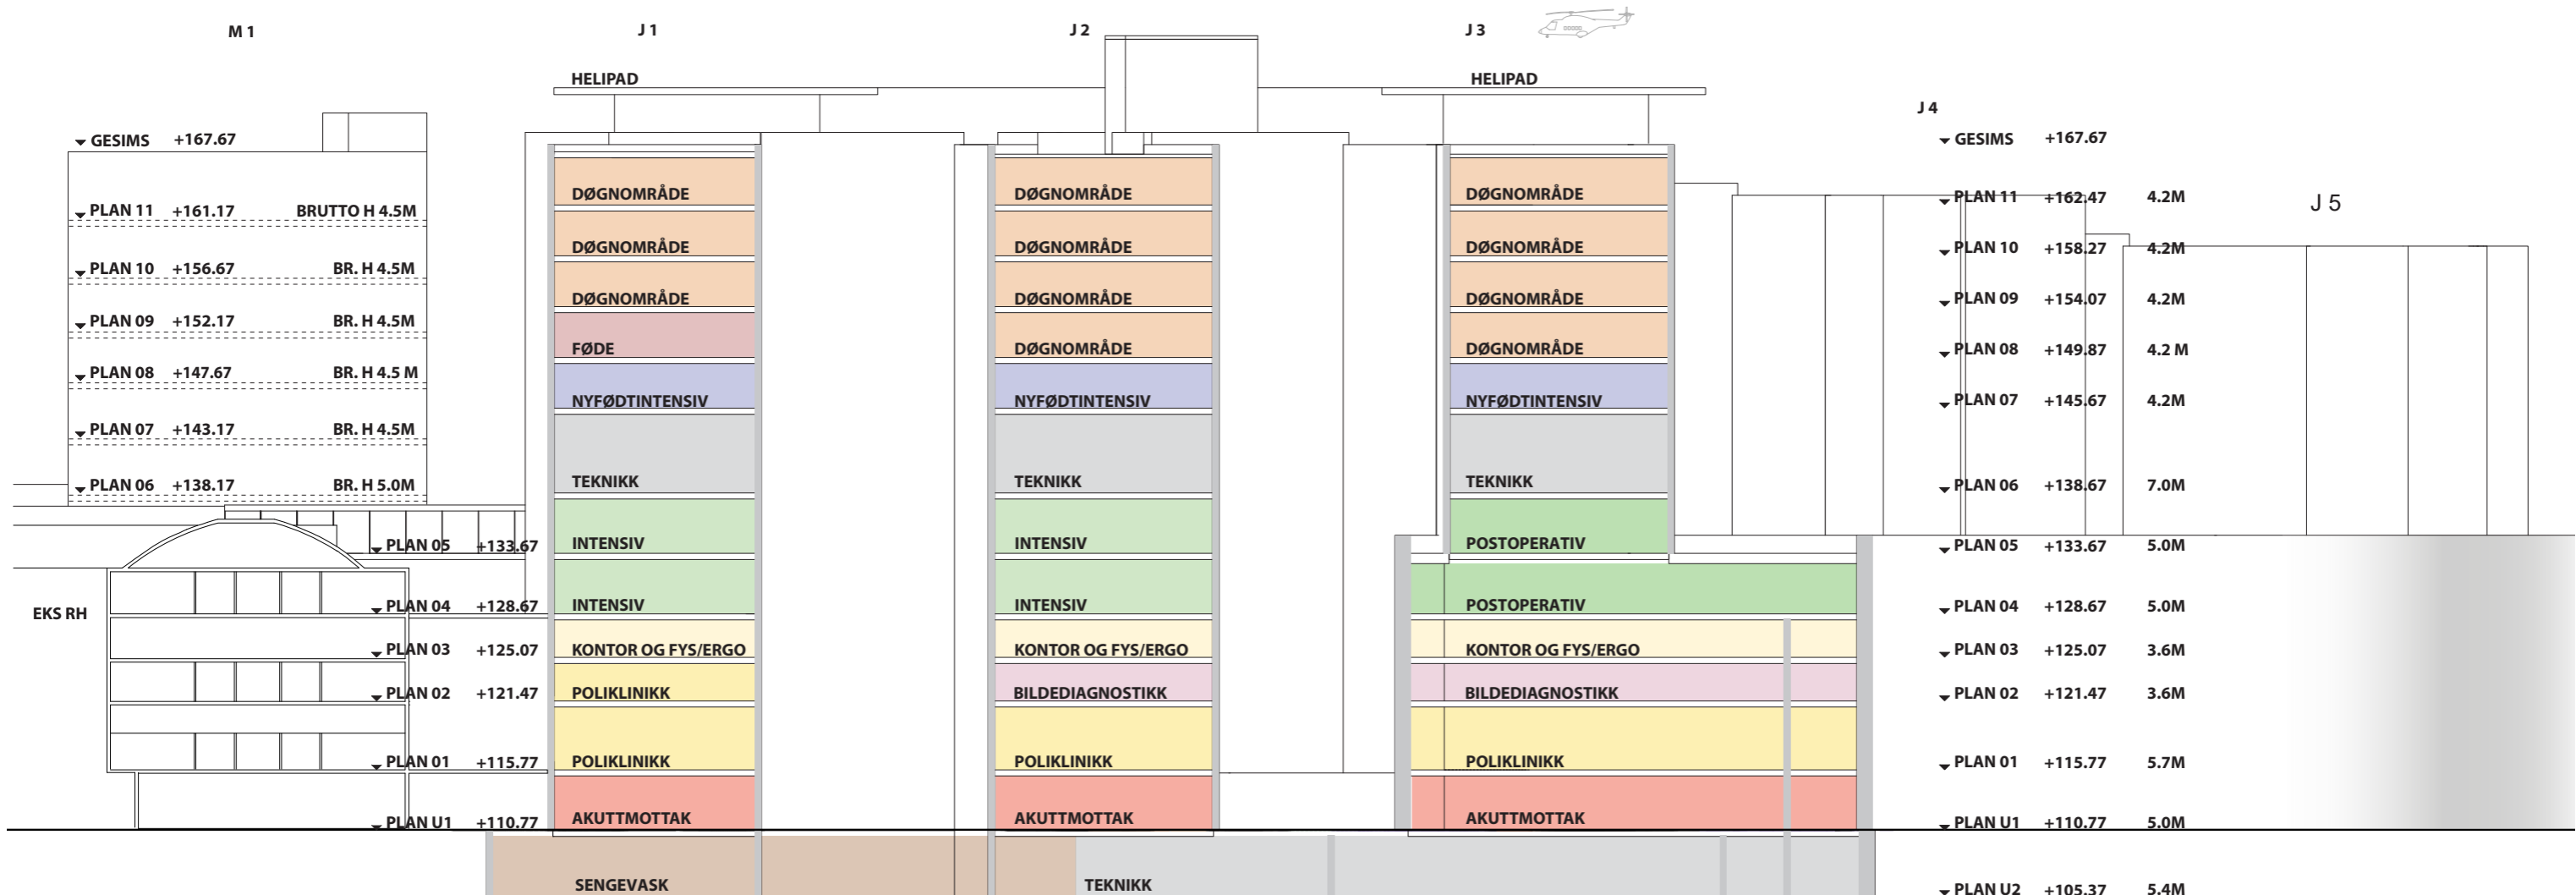 M 1
J 1
J 2
J 3
HELIPAD
HELIPAD
J 4
GESIMS +167.67
GESIMS +167.67
J 5
PLAN 11 +161.17 BRUTTO H 4.5M
PLAN 10 +156.67 BR. H 4.5M
PLAN 09 +152.17 BR. H 4.5M
PLAN 08 +147.67 BR. H 4.5 M
PLAN 07 +143.17 BR. H 4.5M
PLAN 06 +138.17 BR. H 5.0M
PLAN 05 +133.67
PLAN 04 +128.67
EKS RH
PLAN 03 +125.07
PLAN 02 +121.47
PLAN 01 +115.77
PLAN U1 +110.77
DØGNOMRÅDE
DØGNOMRÅDE
DØGNOMRÅDE
FØDE
NYFØDTINTENSIV
TEKNIKK
INTENSIV
INTENSIV
KONTOR OG FYS/ERGO
POLIKLINIKK
POLIKLINIKK
AKUTTMOTTAK
SENGEVASK
DØGNOMRÅDE
DØGNOMRÅDE
DØGNOMRÅDE
DØGNOMRÅDE
NYFØDTINTENSIV
TEKNIKK
INTENSIV
INTENSIV
KONTOR OG FYS/ERGO
BILDEDIAGNOSTIKK
POLIKLINIKK
AKUTTMOTTAK
TEKNIKK
DØGNOMRÅDE
DØGNOMRÅDE
DØGNOMRÅDE
DØGNOMRÅDE
NYFØDTINTENSIV
TEKNIKK
POSTOPERATIV
POSTOPERATIV
KONTOR OG FYS/ERGO
BILDEDIAGNOSTIKK
POLIKLINIKK
AKUTTMOTTAK
PLAN 11 +162.47 4.2M
PLAN 10 +158.27 4.2M
PLAN 09 +154.07 4.2M
PLAN 08 +149.87 4.2 M
PLAN 07 +145.67 4.2M
PLAN 06 +138.67 7.0M
PLAN 05 +133.67 5.0M
PLAN 04 +128.67 5.0M
PLAN 03 +125.07 3.6M
PLAN 02 +121.47 3.6M
PLAN 01 +115.77 5.7M
PLAN U1 +110.77 5.0M
PLAN U2 +105.37 5.4M